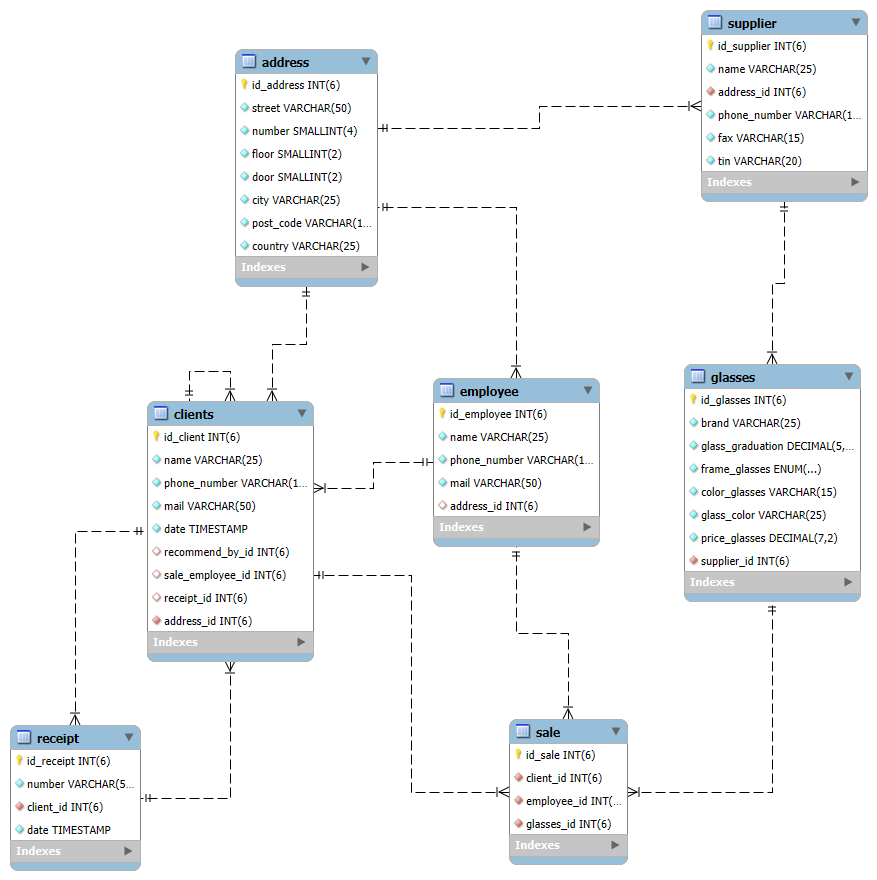 supplier
id_supplier INT(6)
name VARCHAR(25)
address_id INT(6)
phone_number VARCHAR(1...
fax VARCHAR(15)
tin VARCHAR(20)
Indexes
address
id_address INT(6)
street VARCHAR(50)
number SMALLINT(4)
floor SMALLINT(2)
door SMALLINT(2)
city VARCHAR(25)
post_code VARCHAR(1...
country VARCHAR(25)
Indexes
glasses
id_glasses INT(6)
brand VARCHAR(25)
glass_graduation DECIMAL(5,...
frame_glasses ENUM(...)
color_glasses VARCHAR(15)
glass_color VARCHAR(25)
price_glasses DECIMAL(7,2)
supplier_id INT(6)
Indexes
employee
id_employee INT(6)
name VARCHAR(25)
phone_number VARCHAR(1...
mail VARCHAR(50)
address_id INT(6)
Indexes
clients
id_client INT(6)
name VARCHAR(25)
phone_number VARCHAR(1...
mail VARCHAR(50)
date TIMESTAMP
recommend_by_id INT(6)
sale_employee_id INT(6)
receipt_id INT(6)
address_id INT(6)
Indexes
receipt
id_receipt INT(6)
number VARCHAR(5...
client_id INT(6)
date TIMESTAMP
Indexes
sale
id_sale INT(6)
client_id INT(6)
employee_id INT(...
glasses_id INT(6)
Indexes